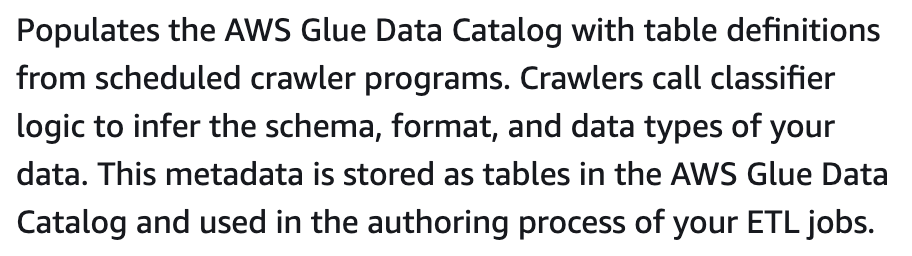 Populates the AWS Glue Data Catalog with table definitions
from scheduled crawler programs. Crawlers call classifier
logic to infer the schema, format, and data types of your
data. This metadata is stored as tables in the AWS Glue Data
Catalog and used in the authoring process of your ETL jobs.